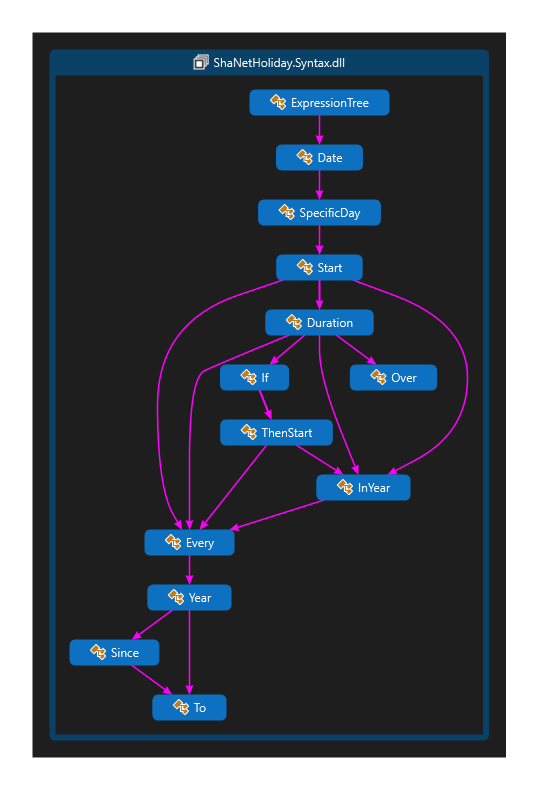 ShaNetHoliday.Syntax.dll
ExpressionTree
Date
SpecificDay
Start
Duration
If
Over
ThenStart
InYear
Every
Year
Since
To